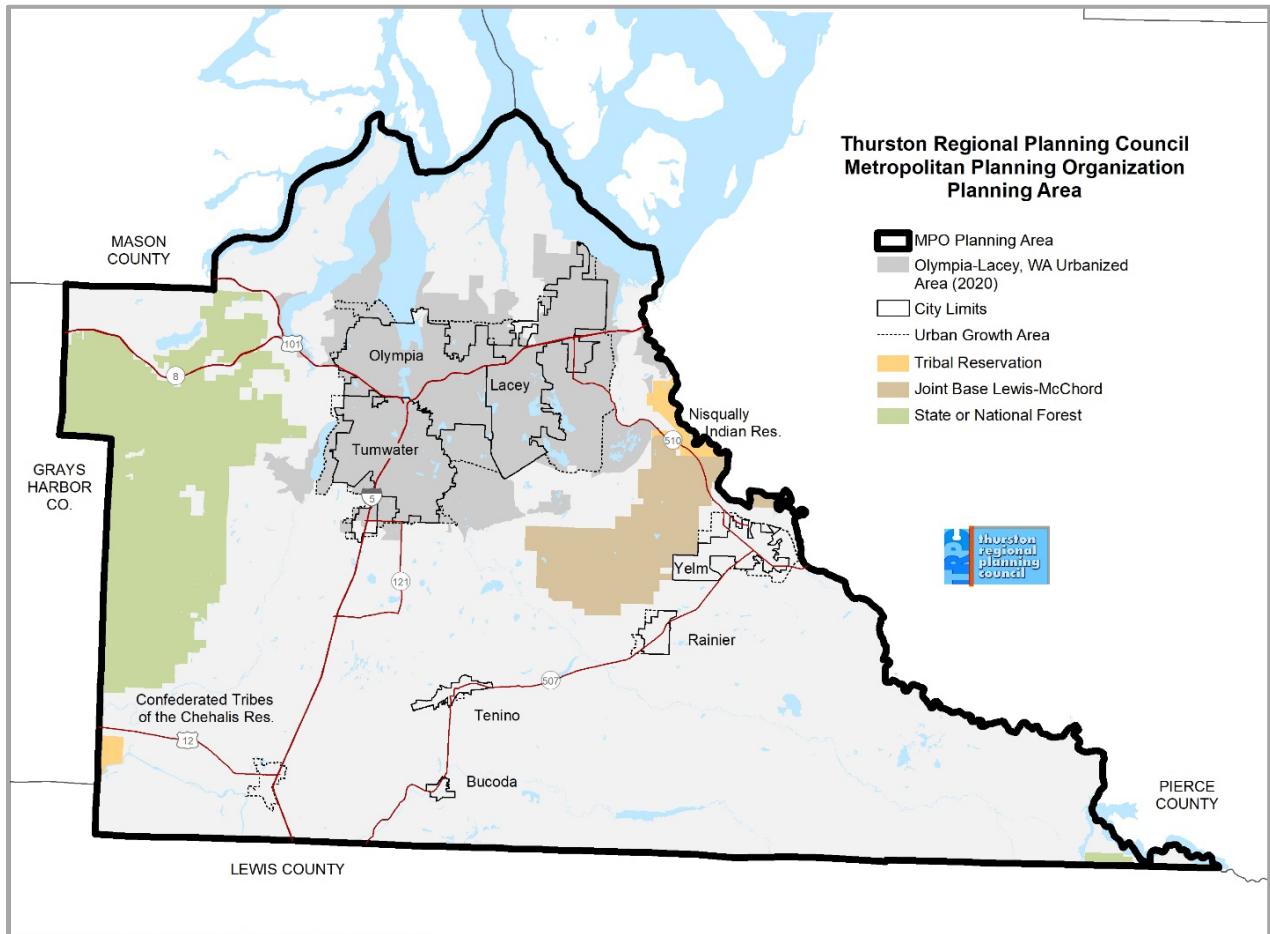 Thurston Regional Planning Council
Metropolitan Planning Organization
Planning Area
MPO Planning Area
Olympia-Lacey, WA Urbanized
Area (2020)
City Limits
Urban Growth Area
Tribal Reservation
Joint Base Lewis-McChord
State or National Forest
MASON
COUNTY
101
8
Olympia
Lacey
Tumwater
Nisqually
Indian Res.
510
GRAYS
HARBOR
CO.
5
121
Yelm
TRPC
thurston
regional
planning
council
Rainier
507
Confederated Tribes
of the Chehalis Res.
12
Tenino
Bucoda
PIERCE
COUNTY
LEWIS COUNTY